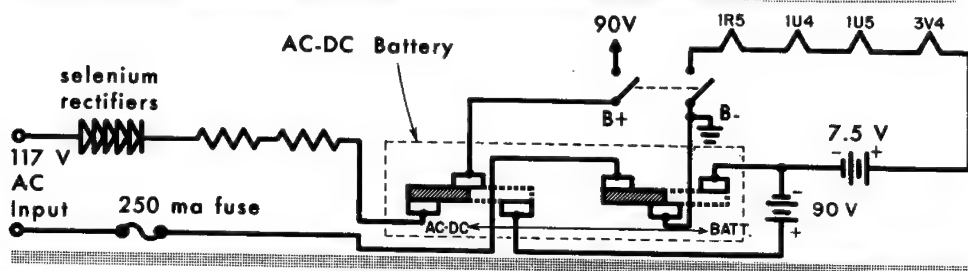 1R5 1U4 1U5 3V4
90V
AC-DC Battery
selenium
rectifiers
B+
B-
117 V
AC
Input
7.5 V
- +
250 ma fuse
-
90 V
+
AC-DC
BATT.